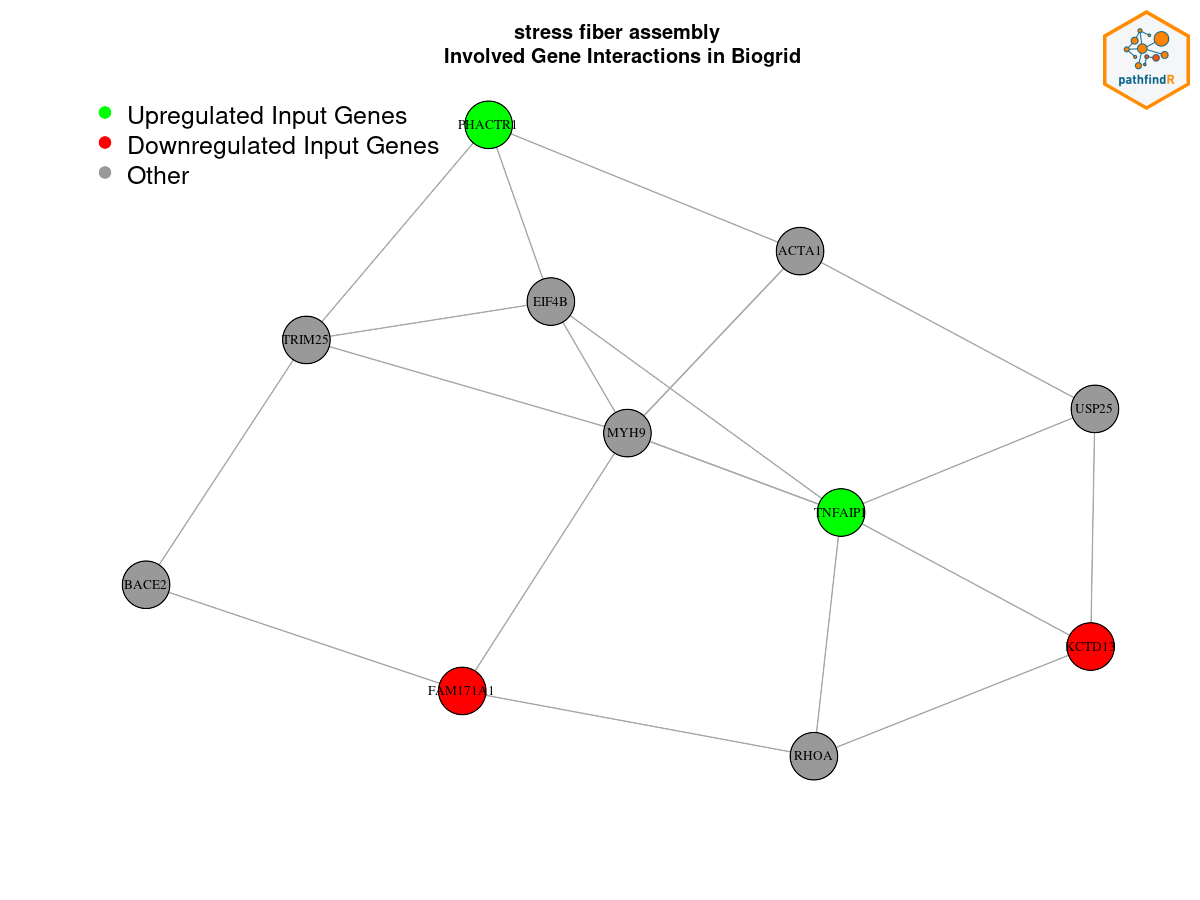 stress fiber assembly
Involved Gene Interactions in Biogrid
pathfindR
Upregulated Input Genes
Downregulated Input Genes
Other
PHACTR1
ACTA1
EIF4B
TRIM25
USP25
MYH9
TNFAIP1
BACE2
KCTD13
FAM171A1
RHOA